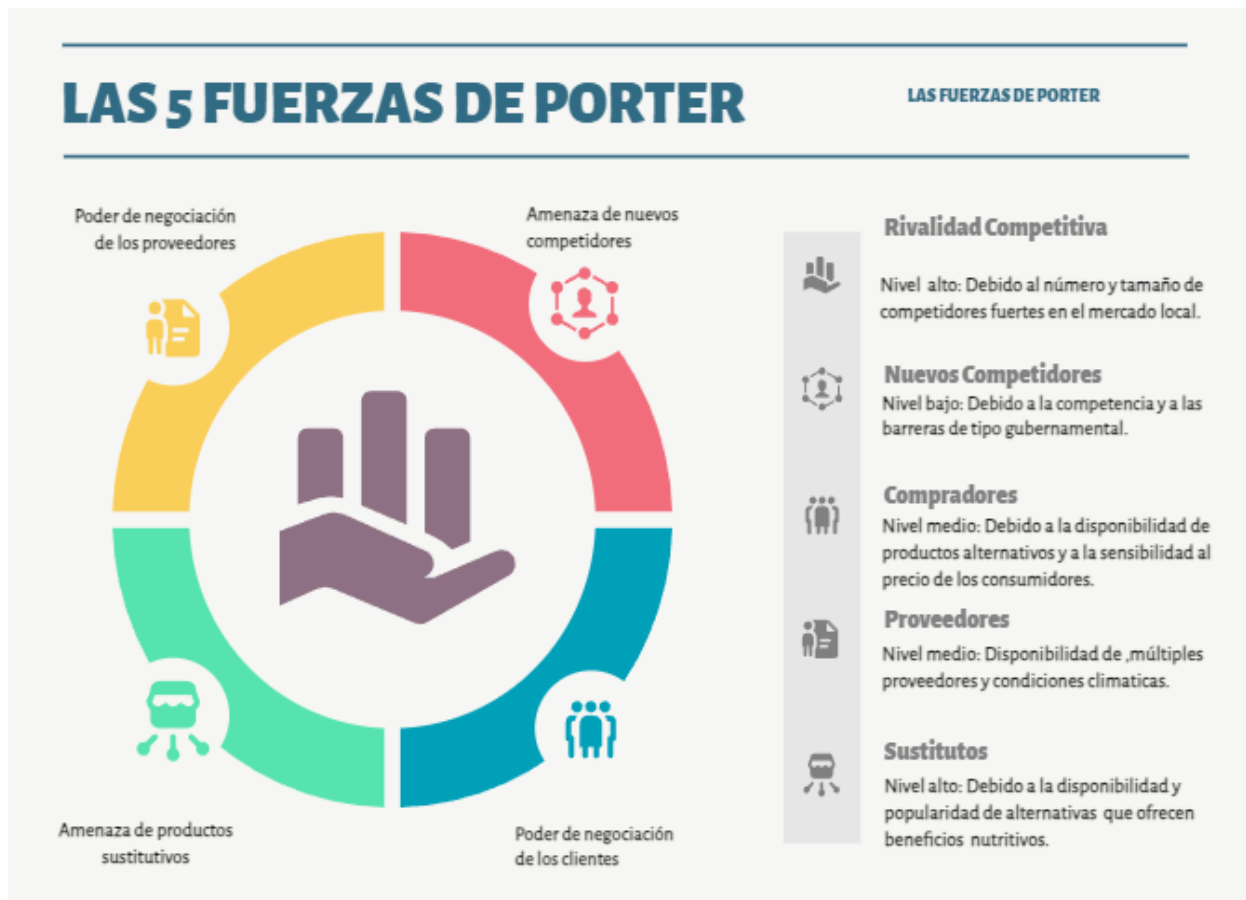 LAS 5 FUERZAS DE PORTER
LAS FUERZAS DE PORTER
Poder de negociación
de los proveedores
Amenaza de nuevos
competidores
Amenaza de productos
sustitutivos
Poder de negociación
de los clientes
Rivalidad Competitiva
Nivel alto: Debido al número y tamaño de
competidores fuertes en el mercado local.
Nuevos Competidores
Nivel bajo: Debido a la competencia y a las
barreras de tipo gubernamental.
Compradores
Nivel medio: Debido a la disponibilidad de
productos alternativos y a la sensibilidad al
precio de los consumidores.
Proveedores
Nivel medio: Disponibilidad de ,múltiples
proveedores y condiciones climaticas.
Sustitutos
Nivel alto: Debido a la disponibilidad y
popularidad de alternativas que ofrecen
beneficios nutritivos.